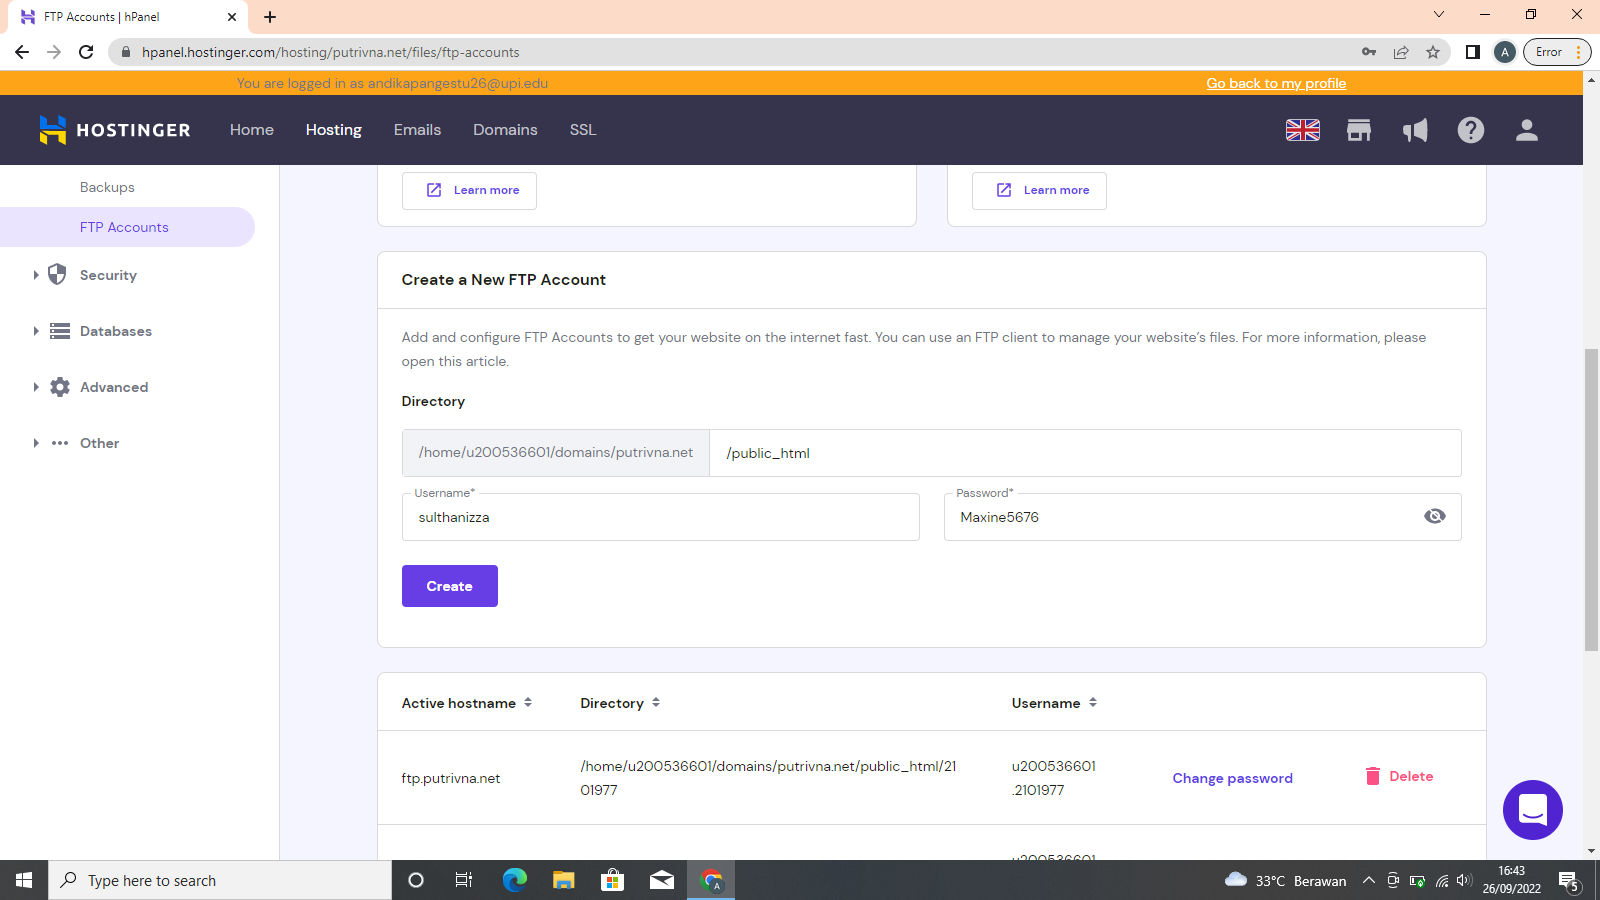 FTP Accounts | hPanel
hpanel.hostinger.com/hosting/putrivna.net/files/ftp-accounts
A
Error
You are logged in as andikapangestu26@upi.edu
Go back to my profile
HOSTINGER
Home
Hosting
Emails
Domains
SSL
Backups
FTP Accounts
Security
Databases
Advanced
Other
Learn more
Learn more
Create a New FTP Account
Add and configure FTP Accounts to get your website on the internet fast. You can use an FTP client to manage your website’s files. For more information, please
open this article.
Directory
/home/u200536601/domains/putrivna.net
/public_html
Username*
sulthanizza
Password*
Maxine5676
Create
Active hostname
Directory
Username
ftp.putrivna.net
/home/u200536601/domains/putrivna.net/public_html/21
01977
u200536601
.2101977
Change password
Delete
u200536601
Type here to search
A
33°C Berawan
16:43
26/09/2022
5